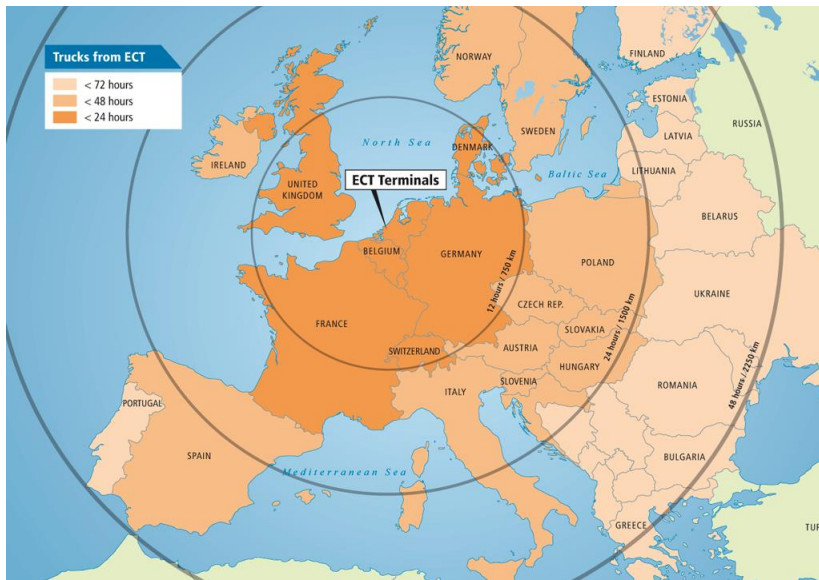 Trucks from ECT
< 72 hours
< 48 hours
< 24 hours
NORWAY
FINLAND
SWEDEN
ESTONIA
LATVIA
RUSSIA
LITHUANIA
North Sea
DENMARK
Baltic Sea
IRELAND
UNITED
KINGDOM
ECT Terminals
BELARUS
BELGIUM
GERMANY
POLAND
12 hours / 750 km
CZECH REP.
UKRAINE
24 hours / 1500 km
FRANCE
SLOVAKIA
SWITZERLAND
AUSTRIA
HUNGARY
48 hours / 2250 km
SLOVENIA
ITALY
ROMANIA
PORTUGAL
SPAIN
BULGARIA
Mediterranean Sea
GREECE
TUR